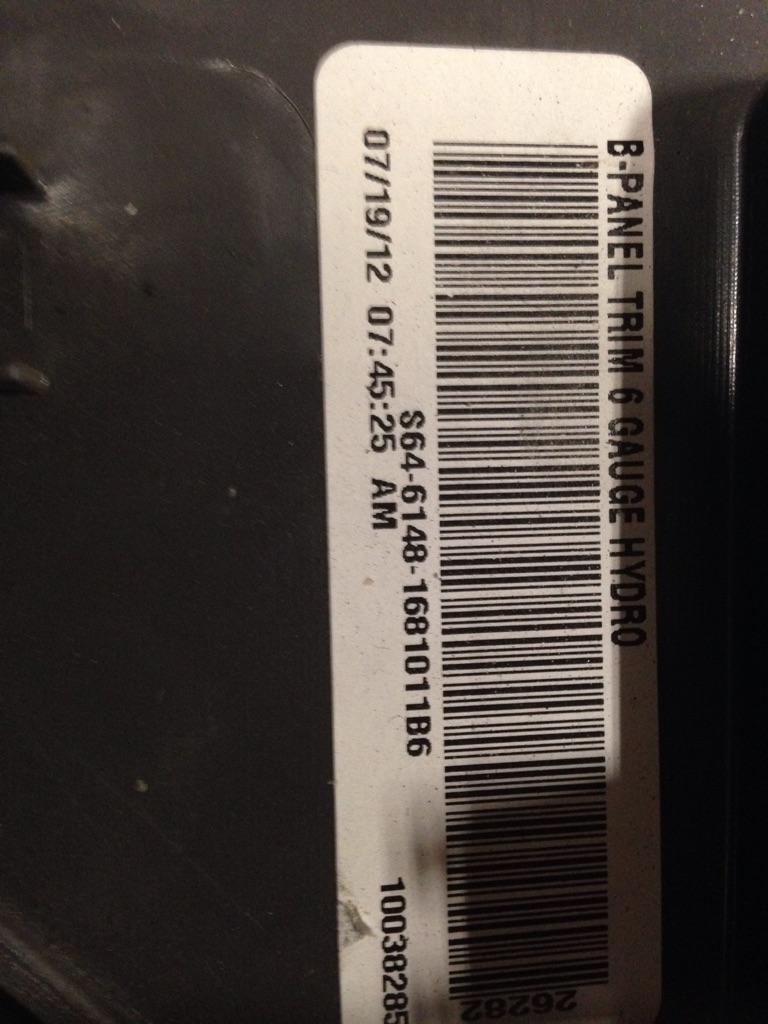 B-PANEL TRIM 6 GAUGE HYDRO
S64-6148-1681011B6
07/19/12 07:45:25 AM
10038285
26282